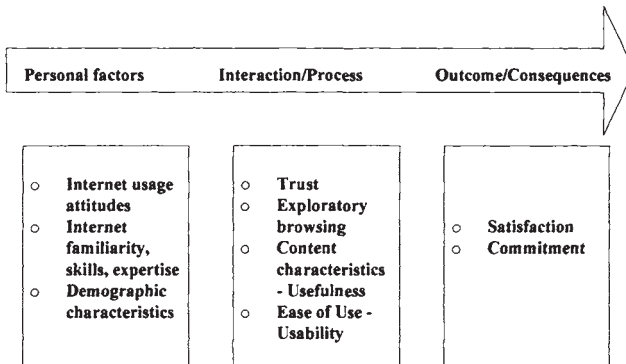 Personal factors Interaction/Process Outcome/Consequences
○ Internet usage
attitudes
○ Internet
familiarity,
skills, expertise
○ Demographic
characteristics
○ Trust
○ Exploratory
browsing
○ Content
characteristics
- Usefulness
○ Ease of Use -
Usability
○ Satisfaction
○ Commitment